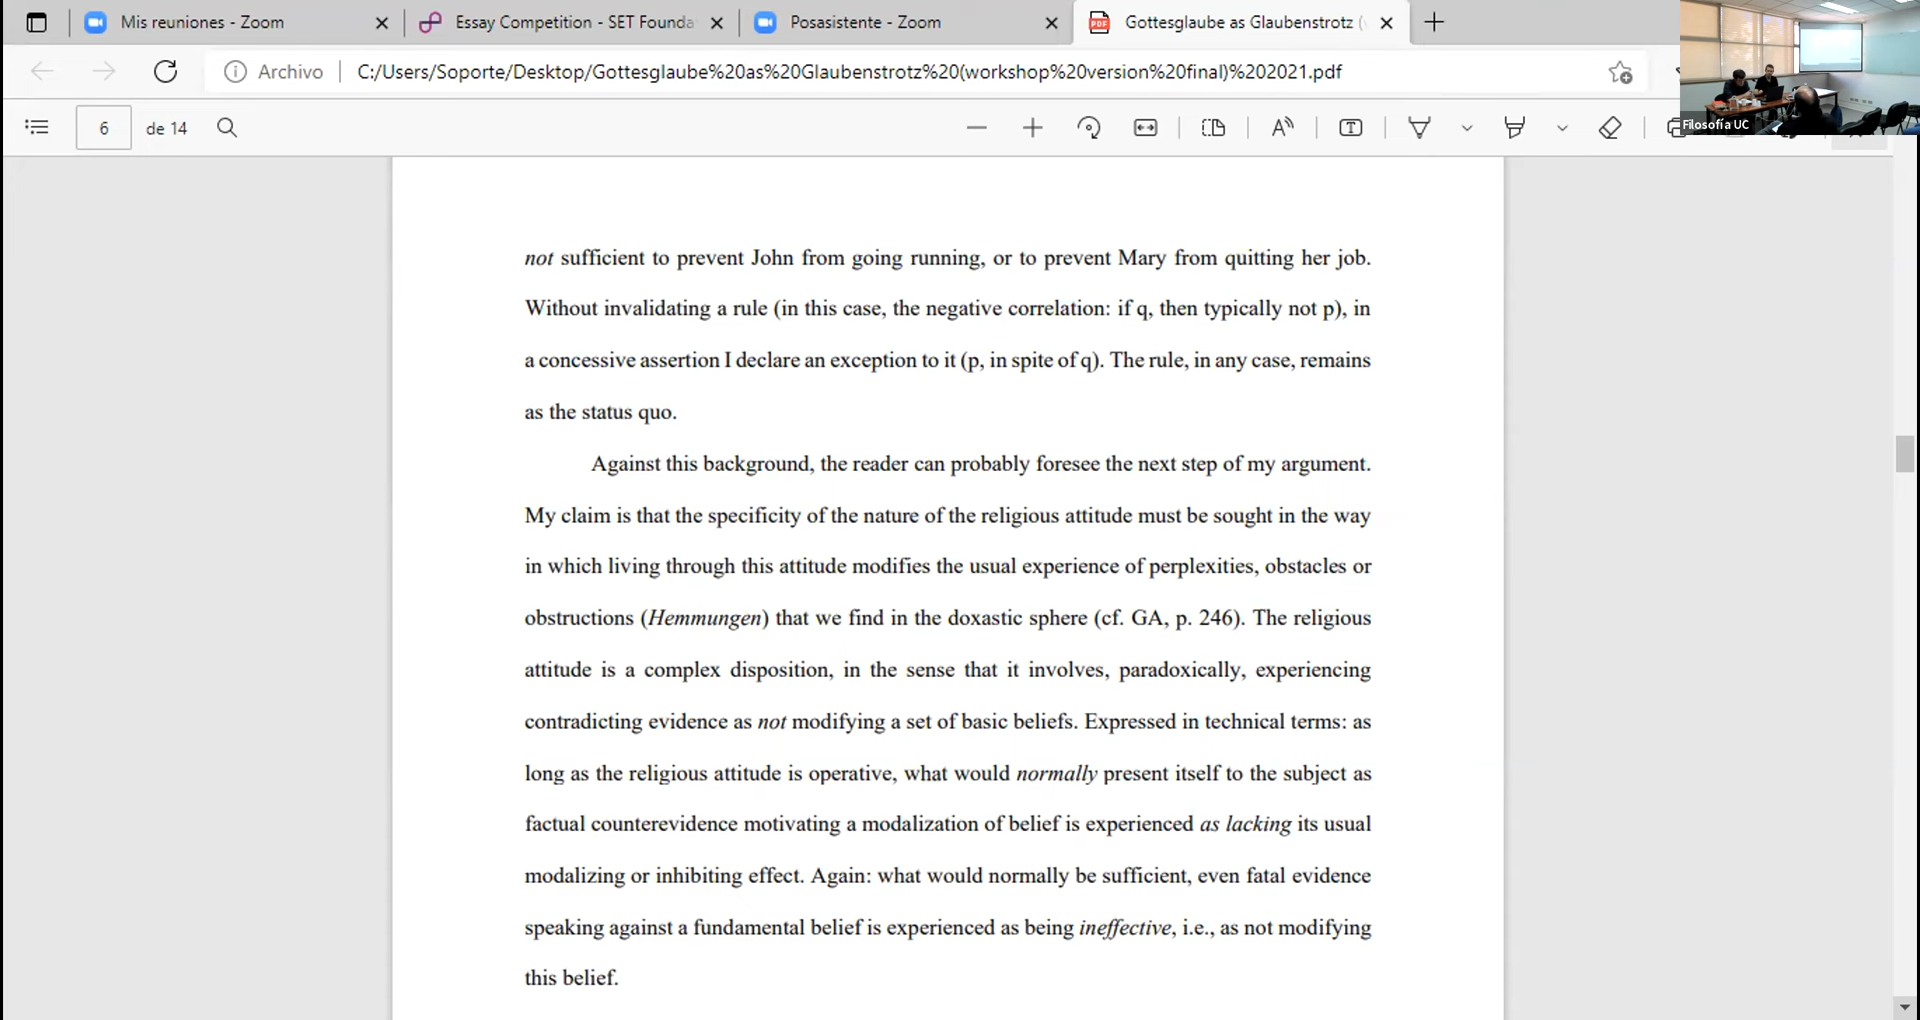 Mis reuniones - Zoom
Essay Competition - SET Founda
Posasistente - Zoom
PDF
Gottesglaube as Glaubenstrotz (
Archivo
C:/Users/Soporte/Desktop/Gottesglaube%20as%20Glaubenstrotz%20(workshop%20version%20final)%202021.pdf
6 de 14
Filosofía UC
not sufficient to prevent John from going running, or to prevent Mary from quitting her job.
Without invalidating a rule (in this case, the negative correlation: if q, then typically not p), in
a concessive assertion I declare an exception to it (p, in spite of q). The rule, in any case, remains
as the status quo.
Against this background, the reader can probably foresee the next step of my argument.
My claim is that the specificity of the nature of the religious attitude must be sought in the way
in which living through this attitude modifies the usual experience of perplexities, obstacles or
obstructions (Hemmungen) that we find in the doxastic sphere (cf. GA, p. 246). The religious
attitude is a complex disposition, in the sense that it involves, paradoxically, experiencing
contradicting evidence as not modifying a set of basic beliefs. Expressed in technical terms: as
long as the religious attitude is operative, what would normally present itself to the subject as
factual counterevidence motivating a modalization of belief is experienced as lacking its usual
modalizing or inhibiting effect. Again: what would normally be sufficient, even fatal evidence
speaking against a fundamental belief is experienced as being ineffective, i.e., as not modifying
this belief.